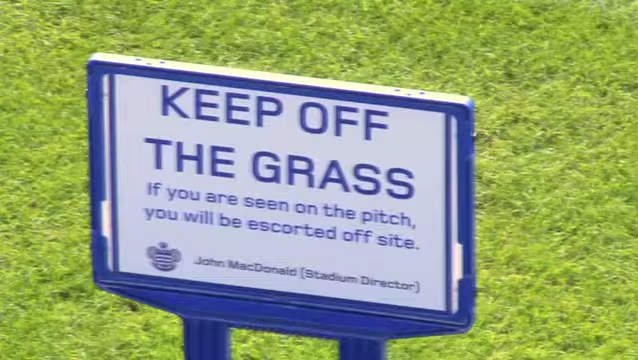 KEEP OFF
THE GRASS
If you are seen on the pitch,
you will be escorted off site.
John MacDonald (Stadium Director)